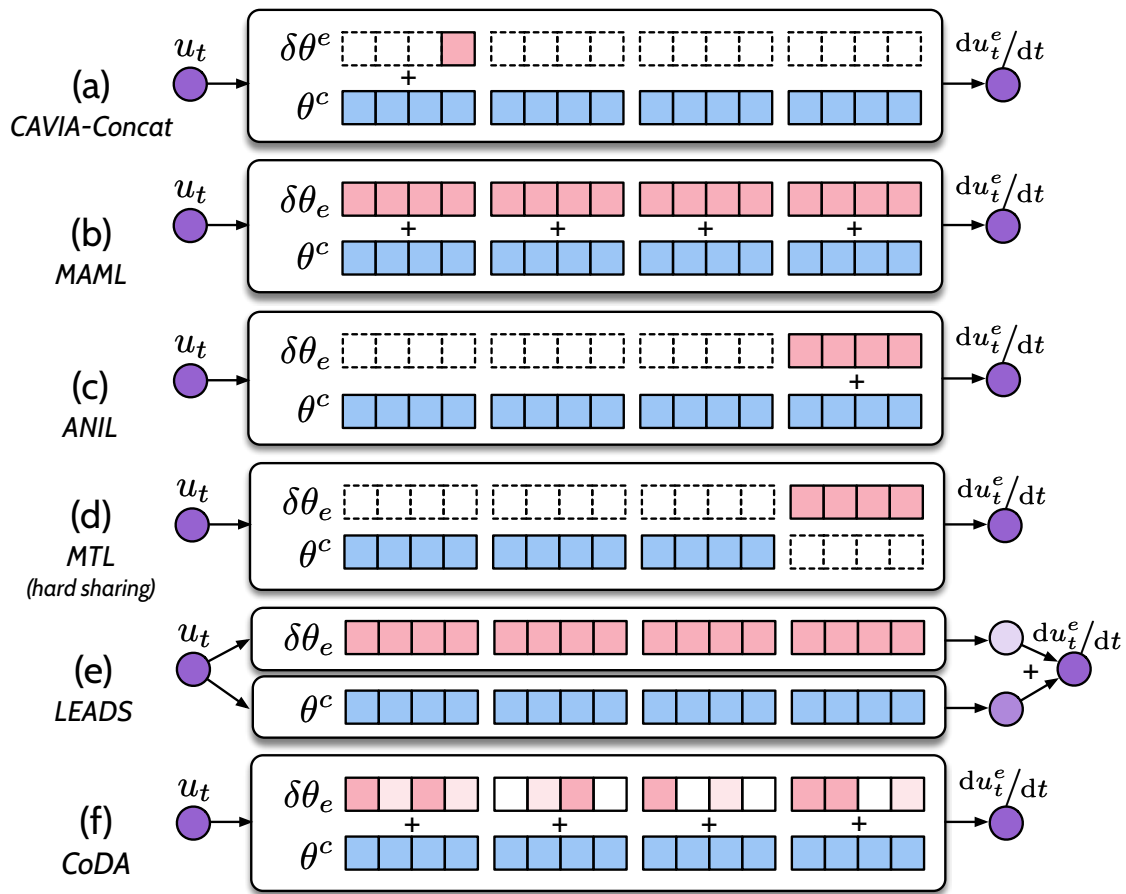 u_t δθ^e du_t^e/dt
+
(a) θ^c
CAVIA-Concat
u_t δθ_e du_t^e/dt
+ + + +
(b) θ^c
MAML
u_t δθ_e du_t^e/dt
+
(c) θ^c
ANIL
u_t δθ_e du_t^e/dt
(d) θ^c
MTL
(hard sharing)
u_t δθ_e du_t^e/dt
(e) +
LEADS θ^c
u_t δθ_e du_t^e/dt
+ + + +
(f) θ^c
CoDA